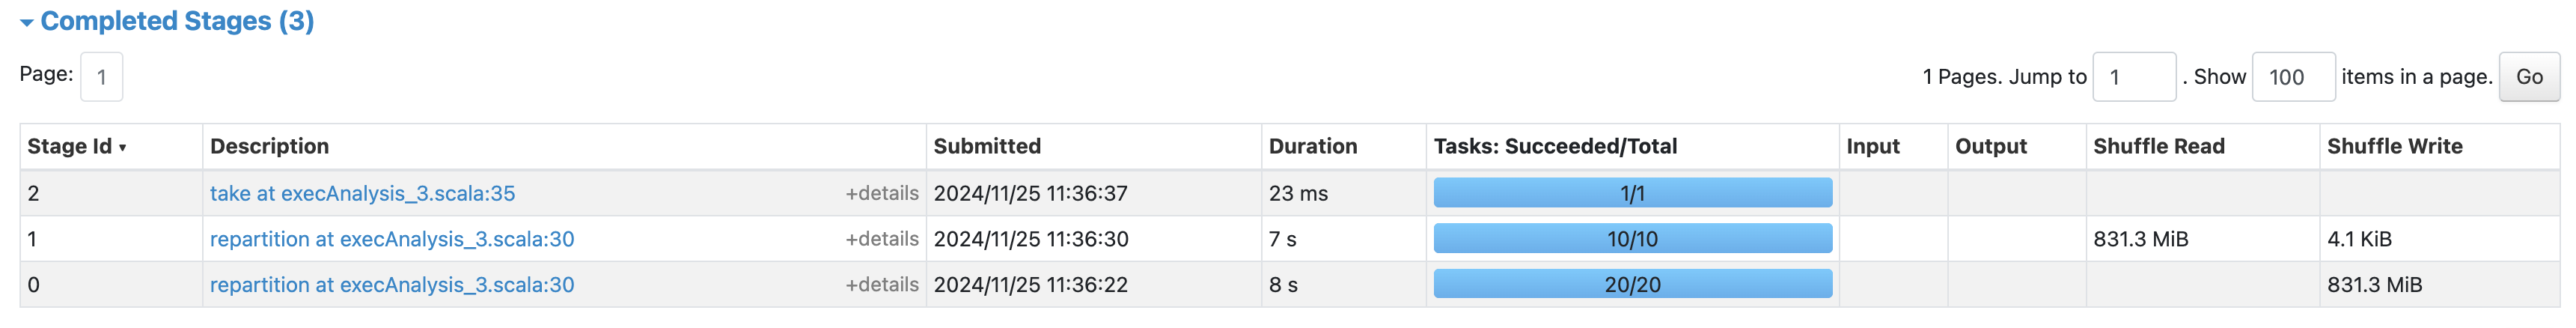 Completed Stages (3)
Page: 1 1 Pages. Jump to 1 . Show 100 items in a page. Go
Stage Id ▾ Description Submitted Duration Tasks: Succeeded/Total Input Output Shuffle Read Shuffle Write
2 take at execAnalysis_3.scala:35 +details 2024/11/25 11:36:37 23 ms 1/1
1 repartition at execAnalysis_3.scala:30 +details 2024/11/25 11:36:30 7 s 10/10 831.3 MiB 4.1 KiB
0 repartition at execAnalysis_3.scala:30 +details 2024/11/25 11:36:22 8 s 20/20 831.3 MiB